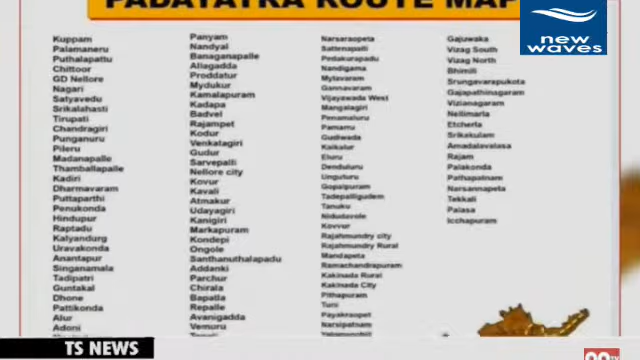 PADAYATRA ROUTE MAP
new
waves
Kuppam
Palamaneru
Puthalapattu
Chittoor
GD Nellore
Nagari
Satyavedu
Srikalahasti
Tirupati
Chandragiri
Punganuru
Pileru
Madanapalle
Thamballapalle
Kadiri
Dharmavaram
Puttaparthi
Penukonda
Hindupur
Raptadu
Kalyandurg
Uravakonda
Anantapur
Singanamala
Tadipatri
Guntakal
Dhone
Pattikonda
Alur
Adoni
Panyam
Nandyal
Banaganapalle
Allagadda
Proddatur
Mydukur
Kamalapuram
Kadapa
Badvel
Rajampet
Kodur
Venkatagiri
Gudur
Sarvepalli
Nellore city
Kovur
Kavali
Atmakur
Udayagiri
Kanigiri
Markapuram
Kondepi
Ongole
Santhanuthalapadu
Addanki
Parchur
Chirala
Bapatla
Repalle
Avanigadda
Vemuru
Narsaraopeta
Sattenapalli
Pedakurapadu
Nandigama
Mylavaram
Gannavaram
Vijayawada West
Mangalagiri
Penamaluru
Pamarru
Gudiwada
Kaikalur
Eluru
Denduluru
Unguturu
Gopalpuram
Tadepalligudem
Tanuku
Nidudavole
Kovvur
Rajahmundry city
Rajahmundry Rural
Mandapeta
Ramachandrapuram
Kakinada Rural
Kakinada City
Pithapuram
Tuni
Payakraopet
Narsipatnam
Gajuwaka
Vizag South
Vizag North
Bhimili
Srungavarapukota
Gajapathinagaram
Vizianagaram
Nellimarla
Etcherla
Srikakulam
Amadalavalasa
Rajam
Palakonda
Pathapatnam
Narsannapeta
Tekkali
Palasa
Icchapuram
TS NEWS